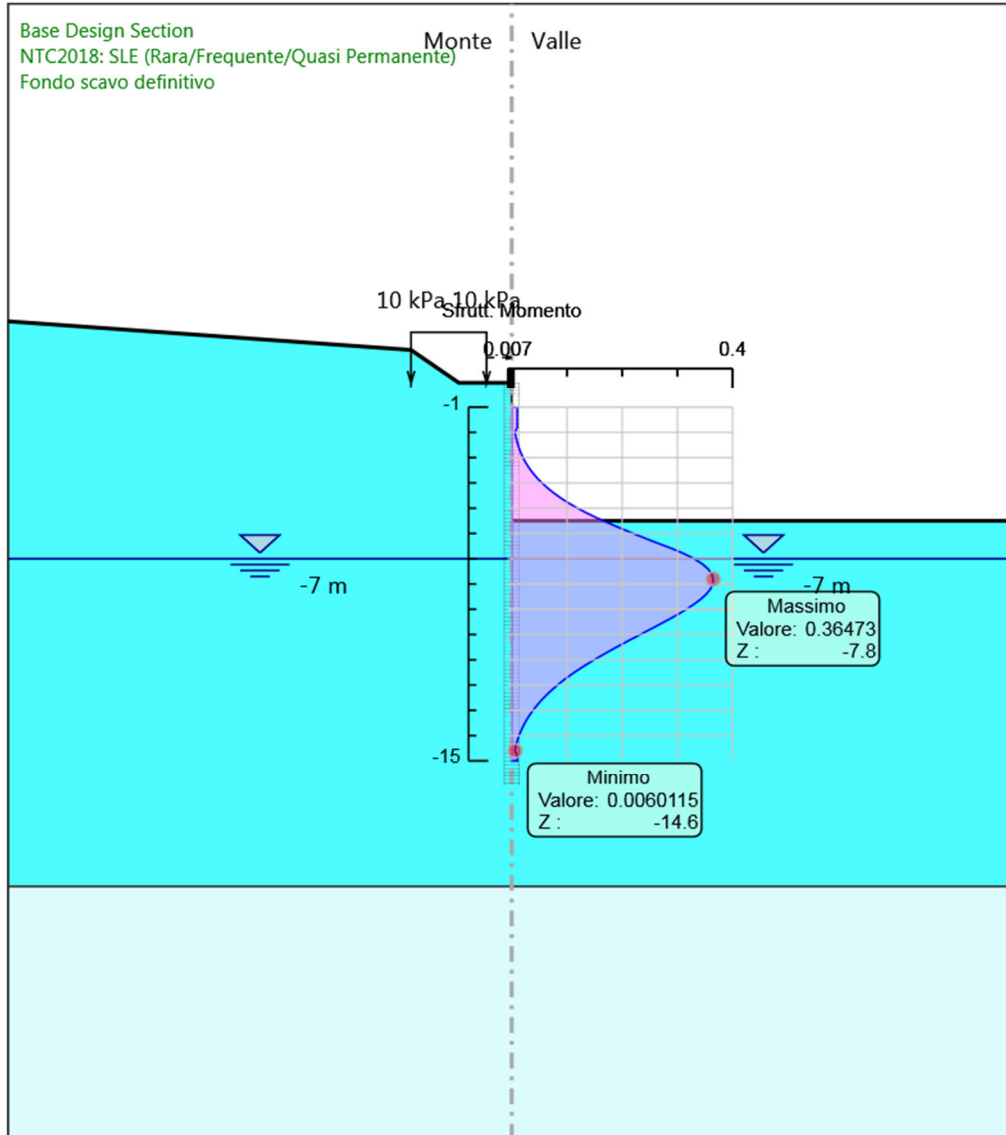 Base Design Section
NTC2018: SLE (Rara/Frequente/Quasi Permanente)
Fondo scavo definitivo
Monte
Valle
10 kPa 10 kPa
Sfrutt. Momento
0.007
0.4
-1
-7 m
-7 m
Massimo
Valore: 0.36473
Z : -7.8
-15
Minimo
Valore: 0.0060115
Z : -14.6